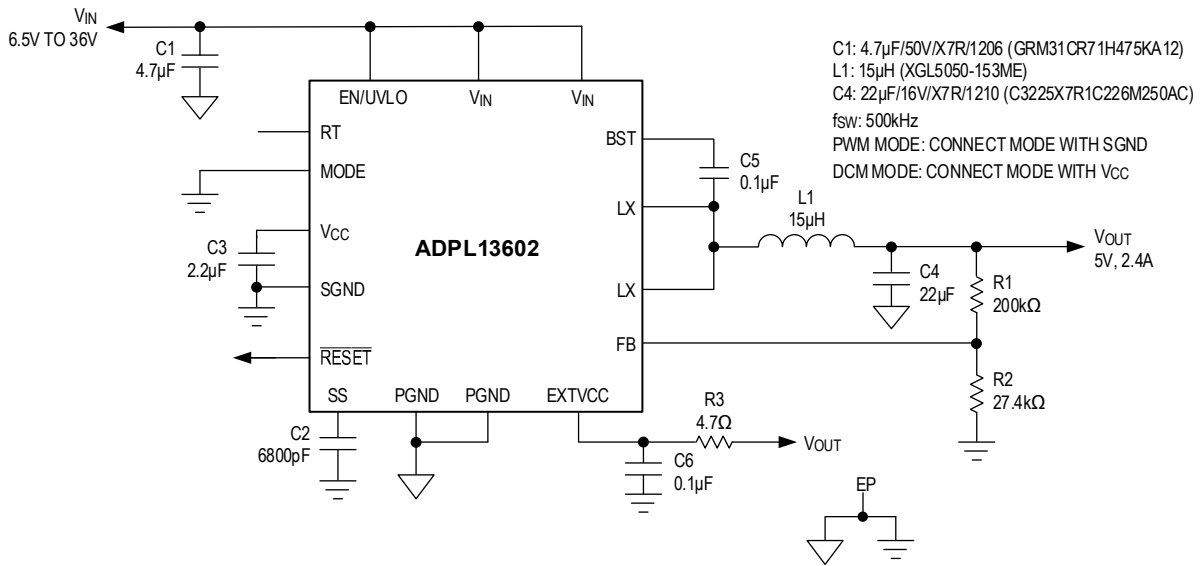 VIN
6.5V TO 36V
C1
4.7µF
C1: 4.7µF/50V/X7R/1206 (GRM31CR71H475KA12)
L1: 15µH (XGL5050-153ME)
C4: 22µF/16V/X7R/1210 (C3225X7R1C226M250AC)
fSW: 500kHz
PWM MODE: CONNECT MODE WITH SGND
DCM MODE: CONNECT MODE WITH VCC
EN/UVLO
VIN
VIN
RT
BST
MODE
C5
0.1µF
LX
L1
15µH
VCC
C3
2.2µF
ADPL13602
VOUT
5V, 2.4A
SGND
LX
C4
22µF
R1
200kΩ
RESET
FB
SS
PGND
PGND
EXTVCC
R2
27.4kΩ
C2
6800pF
R3
4.7Ω
VOUT
C6
0.1µF
EP